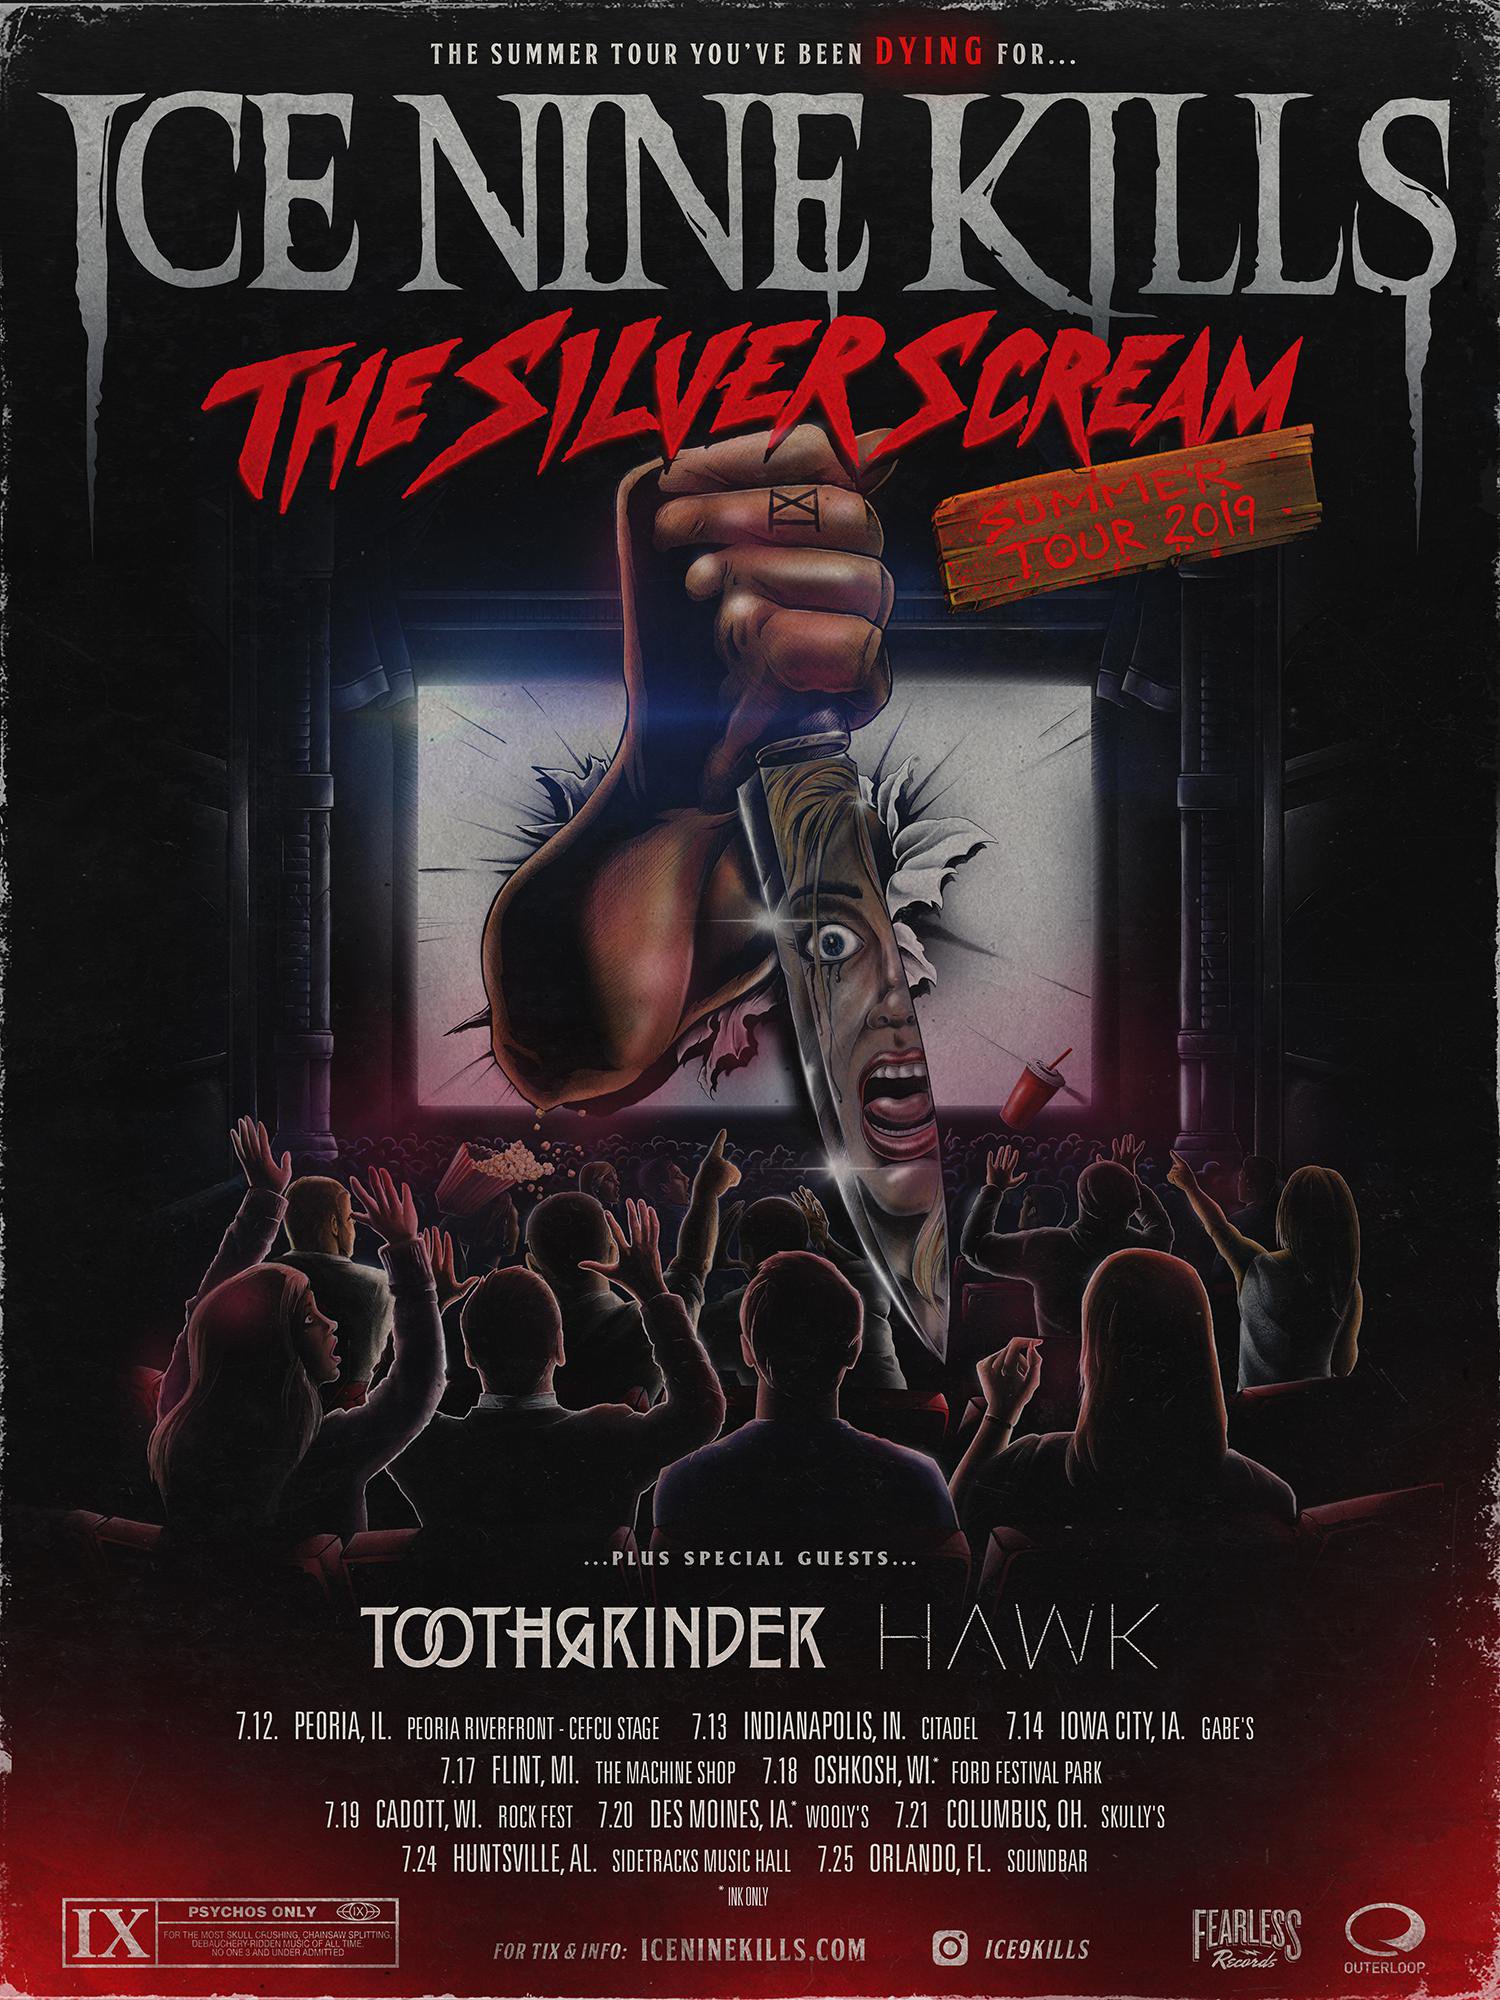 THE SUMMER TOUR YOU'VE BEEN DYING FOR...
ICE NINE KILLS
THE SILVER SCREAM
SUMMER
TOUR 2019
IX
...PLUS SPECIAL GUESTS...
TOOTHGRINDER HAWK
7.12. PEORIA, IL. PEORIA RIVERFRONT - CEFCU STAGE 7.13 INDIANAPOLIS, IN. CITADEL 7.14 IOWA CITY, IA. GABE'S
7.17 FLINT, MI. THE MACHINE SHOP 7.18 OSHKOSH, WI.* FORD FESTIVAL PARK
7.19 CADOTT, WI. ROCK FEST 7.20 DES MOINES, IA.* WOOLY'S 7.21 COLUMBUS, OH. SKULLY'S
7.24 HUNTSVILLE, AL. SIDETRACKS MUSIC HALL 7.25 ORLANDO, FL. SOUNDBAR
* INK ONLY
IX PSYCHOS ONLY IX
FOR THE MOST SKULL CRUSHING, CHAINSAW SPLITTING,
DEBAUCHERY-RIDDEN MUSIC OF ALL TIME.
NO ONE 3 AND UNDER ADMITTED
FOR TIX & INFO: ICENINEKILLS.COM ICE9KILLS
FEARLESS
Records
OUTERLOOP